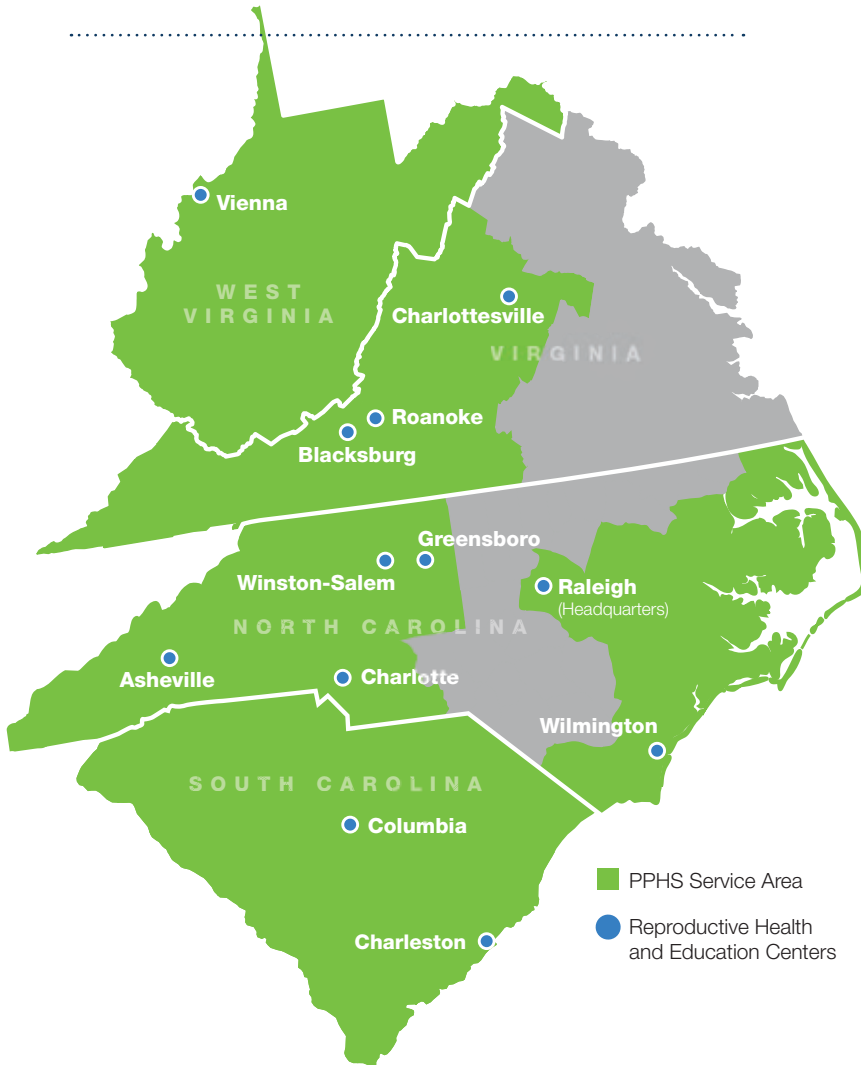 Vienna
WEST
VIRGINIA
Charlottesville
VIRGINIA
Roanoke
Blacksburg
Greensboro
Winston-Salem
Raleigh
(Headquarters)
NORTH CAROLINA
Asheville
Charlotte
Wilmington
SOUTH CAROLINA
Columbia
PPHS Service Area
Reproductive Health
and Education Centers
Charleston